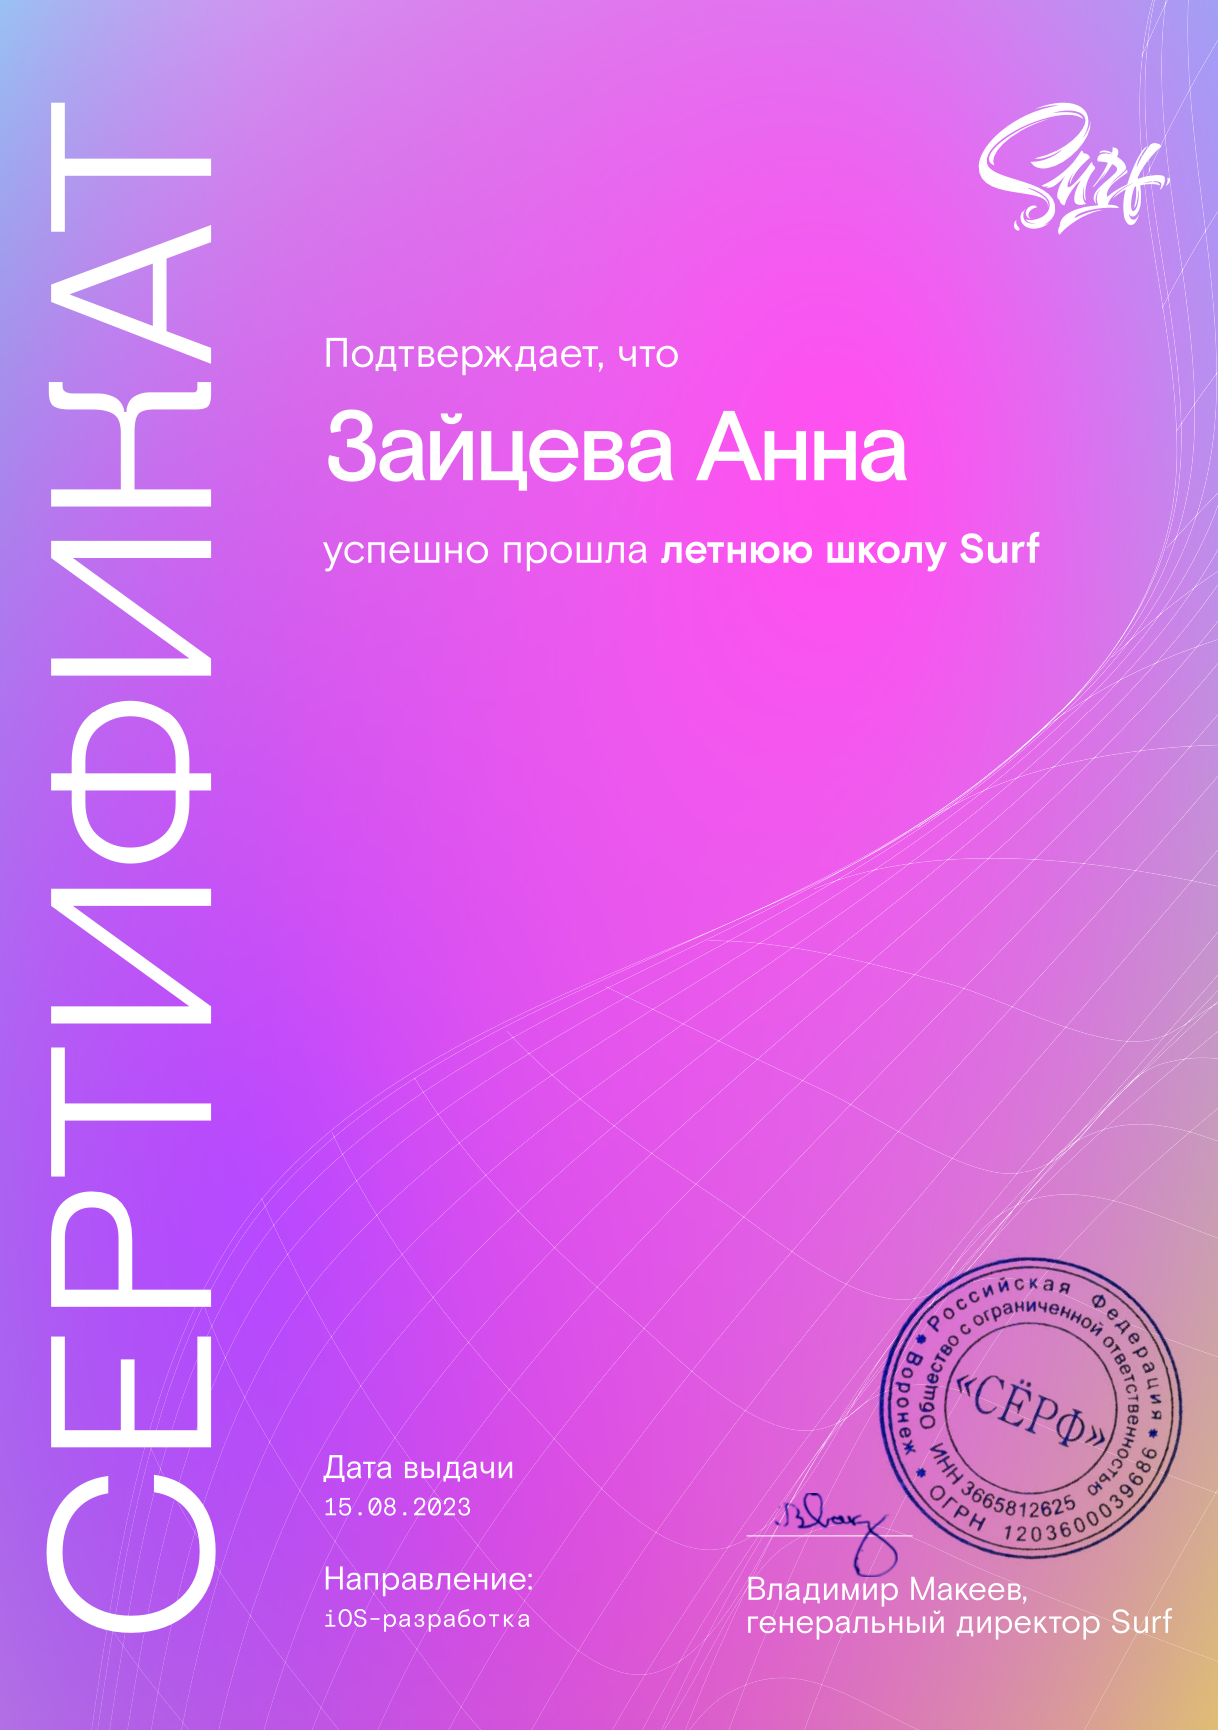 СЕРТИФИКАТ
Surf
Подтверждает, что
Зайцева Анна
успешно прошла летнюю школу Surf
Дата выдачи
15.08.2023
Направление:
iOS-разработка
Российская Федерация * ОГРН 1203600039686 * Воронеж *
Общество с ограниченной ответственностью ИНН 3665812625
«СЁРФ»
Владимир Макеев,
генеральный директор Surf